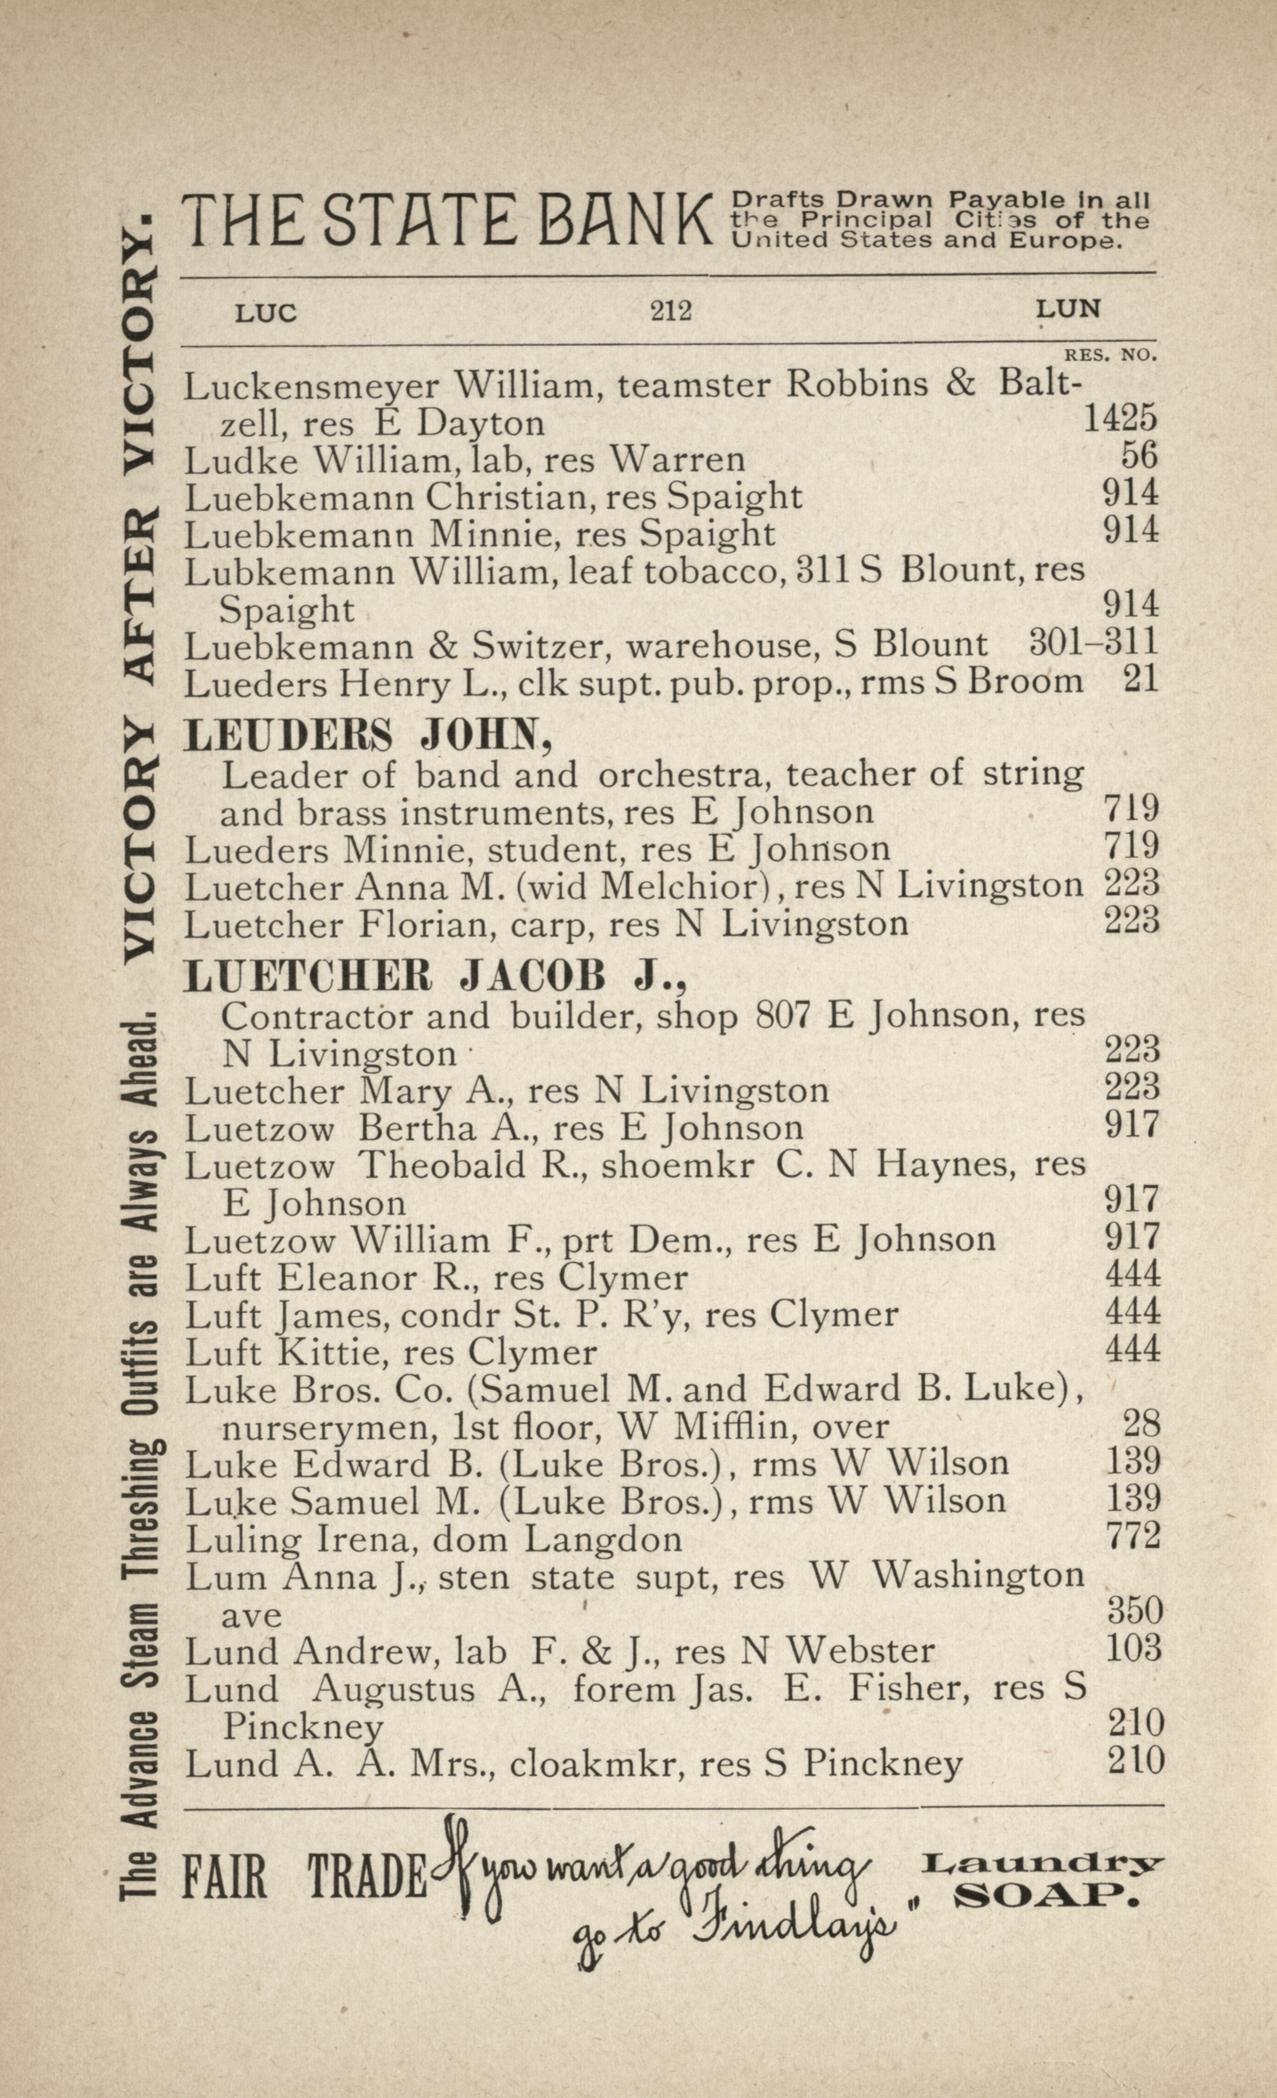 THE STATE BANK Drafts Drawn Payable in all
the Principal Cities of the
United States and Europe.
LUC 212 LUN
RES. NO.
Luckensmeyer William, teamster Robbins & Balt-
zell, res E Dayton 1425
Ludke William, lab, res Warren 56
Luebkemann Christian, res Spaight 914
Luebkemann Minnie, res Spaight 914
Lubkemann William, leaf tobacco, 311 S Blount, res
Spaight 914
Luebkemann & Switzer, warehouse, S Blount 301–311
Lueders Henry L., clk supt. pub. prop., rms S Broom 21
LEUDERS JOHN,
Leader of band and orchestra, teacher of string
and brass instruments, res E Johnson 719
Lueders Minnie, student, res E Johnson 719
Luetcher Anna M. (wid Melchior), res N Livingston 223
Luetcher Florian, carp, res N Livingston 223
LUETCHER JACOB J.,
Contractor and builder, shop 807 E Johnson, res
N Livingston 223
Luetcher Mary A., res N Livingston 223
Luetzow Bertha A., res E Johnson 917
Luetzow Theobald R., shoemkr C. N Haynes, res
E Johnson 917
Luetzow William F., prt Dem., res E Johnson 917
Luft Eleanor R., res Clymer 444
Luft James, condr St. P. R'y, res Clymer 444
Luft Kittie, res Clymer 444
Luke Bros. Co. (Samuel M. and Edward B. Luke),
nurserymen, 1st floor, W Mifflin, over 28
Luke Edward B. (Luke Bros.), rms W Wilson 139
Luke Samuel M. (Luke Bros.), rms W Wilson 139
Luling Irena, dom Langdon 772
Lum Anna J., sten state supt, res W Washington
ave 350
Lund Andrew, lab F. & J., res N Webster 103
Lund Augustus A., forem Jas. E. Fisher, res S
Pinckney 210
Lund A. A. Mrs., cloakmkr, res S Pinckney 210
FAIR TRADE If you want a good thing Laundry
go to "Findlay's" SOAP.
The Advance Steam Threshing Outfits are Always Ahead. VICTORY AFTER VICTORY.